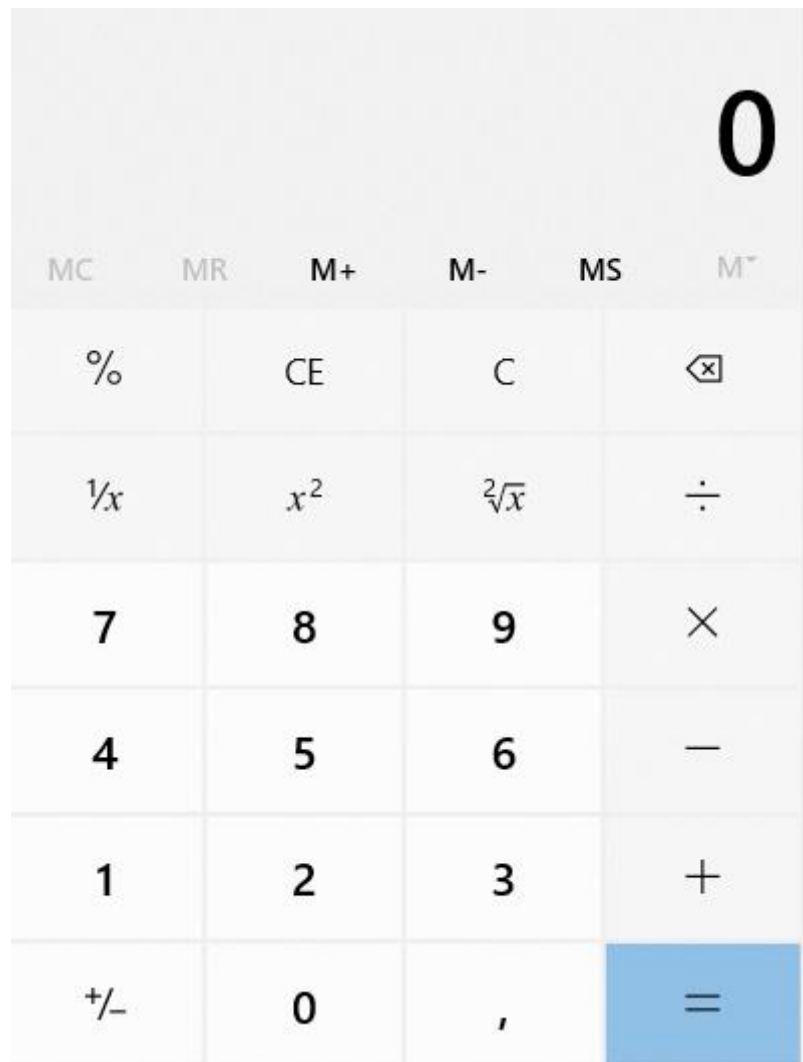 0
MC MR M+ M- MS M˅
% CE C ⌫
¹/x x² ²√x ÷
7 8 9 ×
4 5 6 −
1 2 3 +
+/− 0 , =